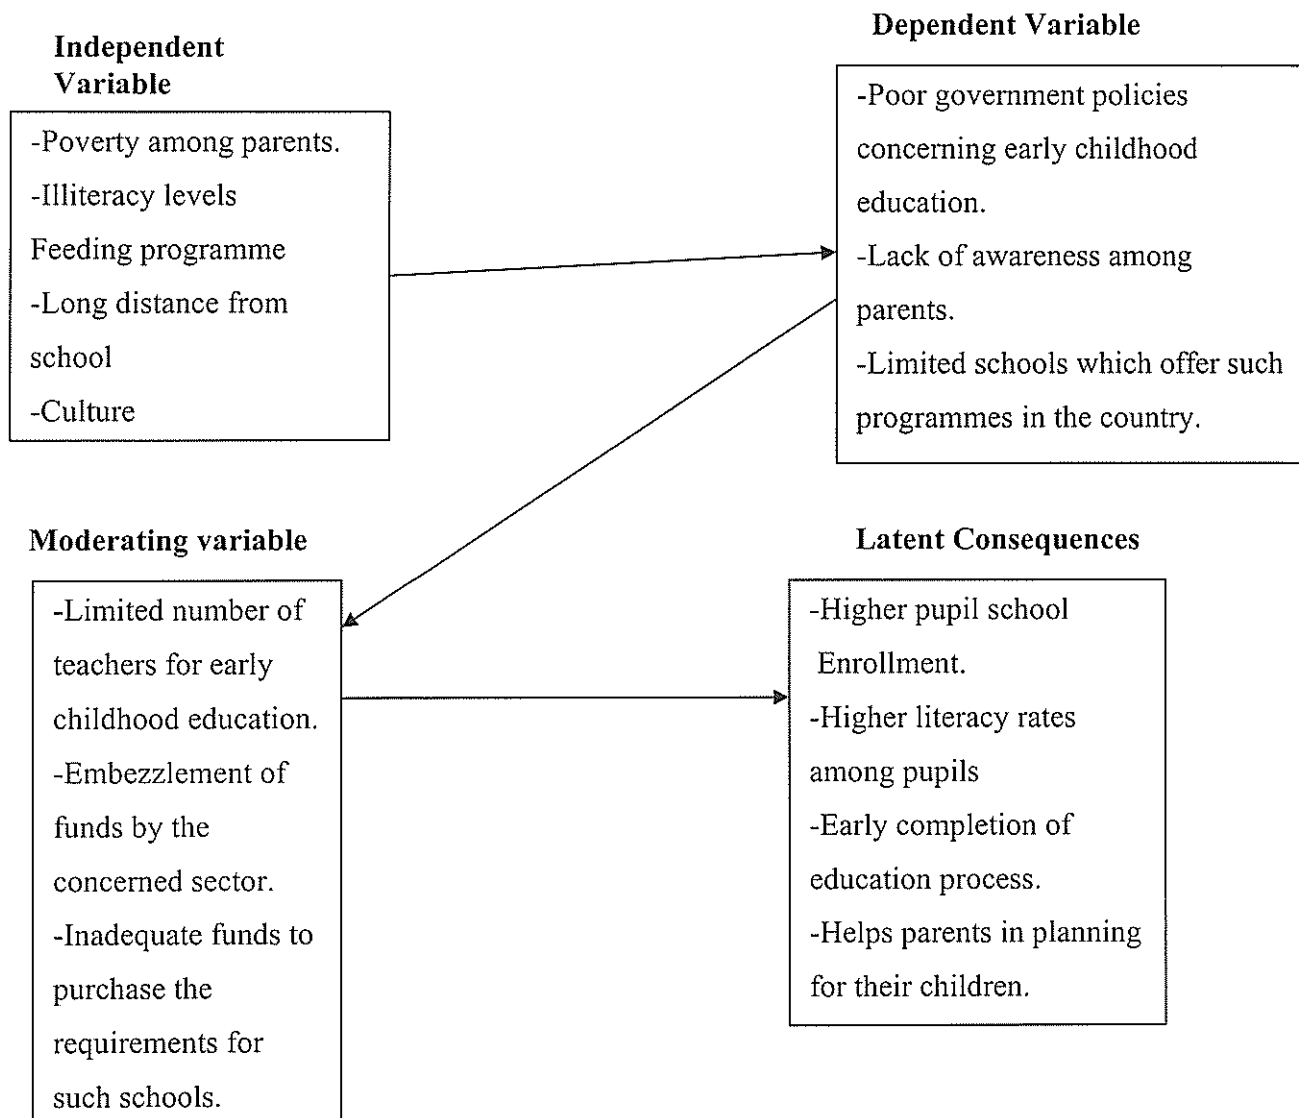 Independent
Variable
-Poverty among parents.
-Illiteracy levels
Feeding programme
-Long distance from
school
-Culture
Dependent Variable
-Poor government policies
concerning early childhood
education.
-Lack of awareness among
parents.
-Limited schools which offer such
programmes in the country.
Moderating variable
-Limited number of
teachers for early
childhood education.
-Embezzlement of
funds by the
concerned sector.
-Inadequate funds to
purchase the
requirements for
such schools.
Latent Consequences
-Higher pupil school
Enrollment.
-Higher literacy rates
among pupils
-Early completion of
education process.
-Helps parents in planning
for their children.